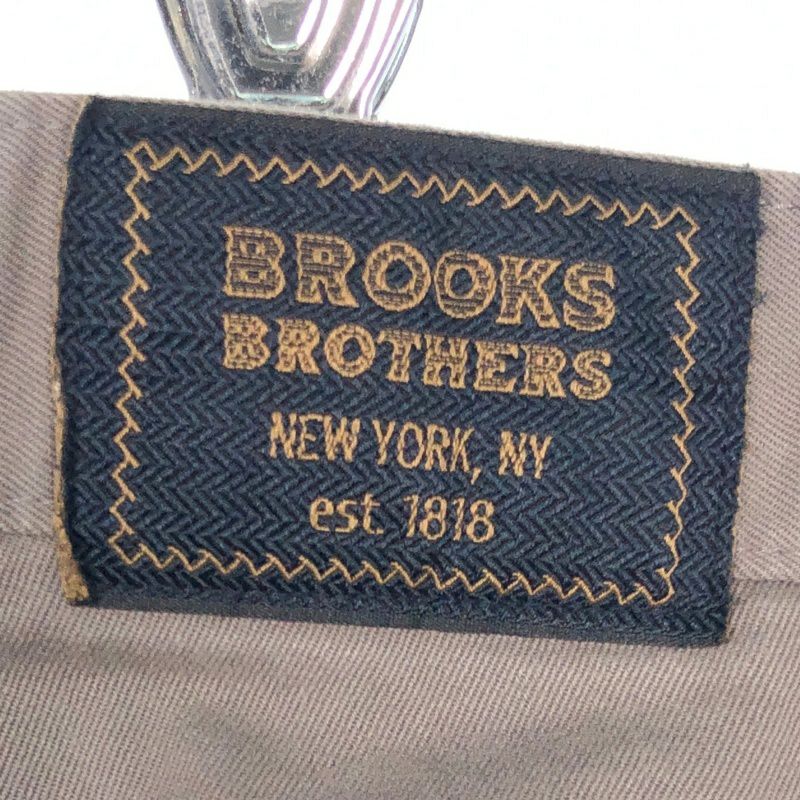 BROOKS
BROTHERS
NEW YORK, NY
est. 1818